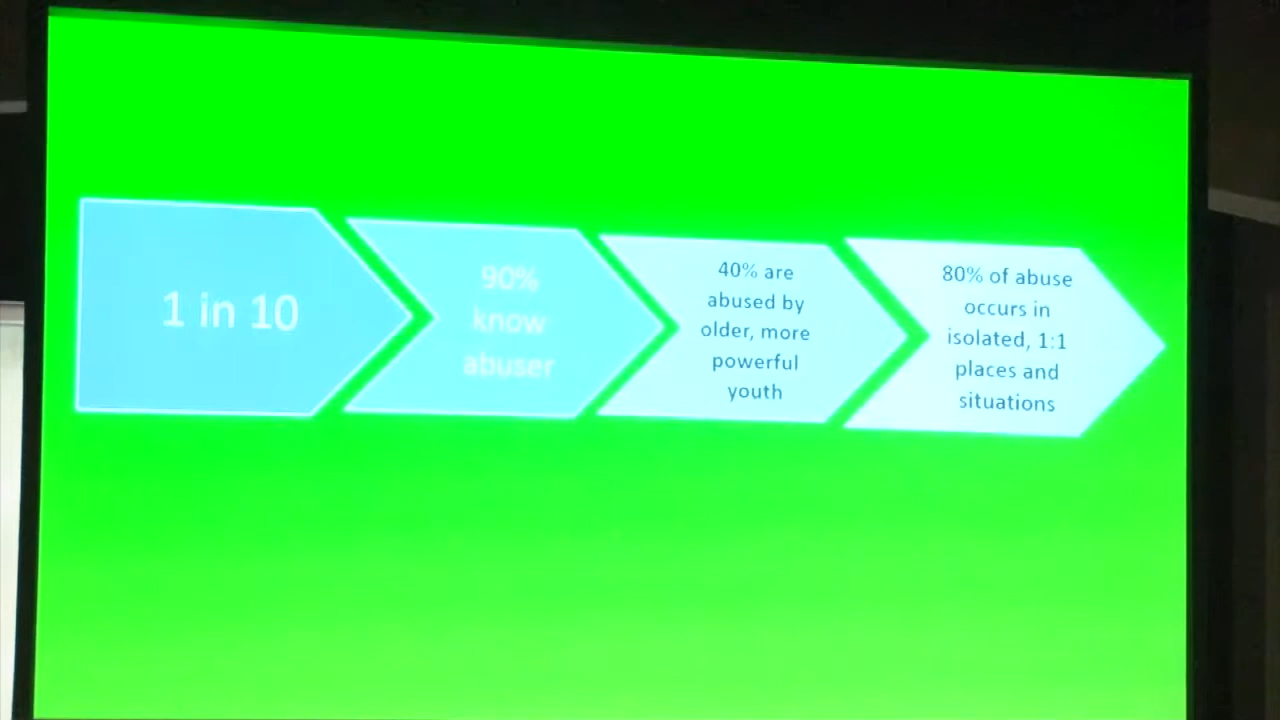 1 in 10
90%
know
abuser
40% are
abused by
older, more
powerful
youth
80% of abuse
occurs in
isolated, 1:1
places and
situations